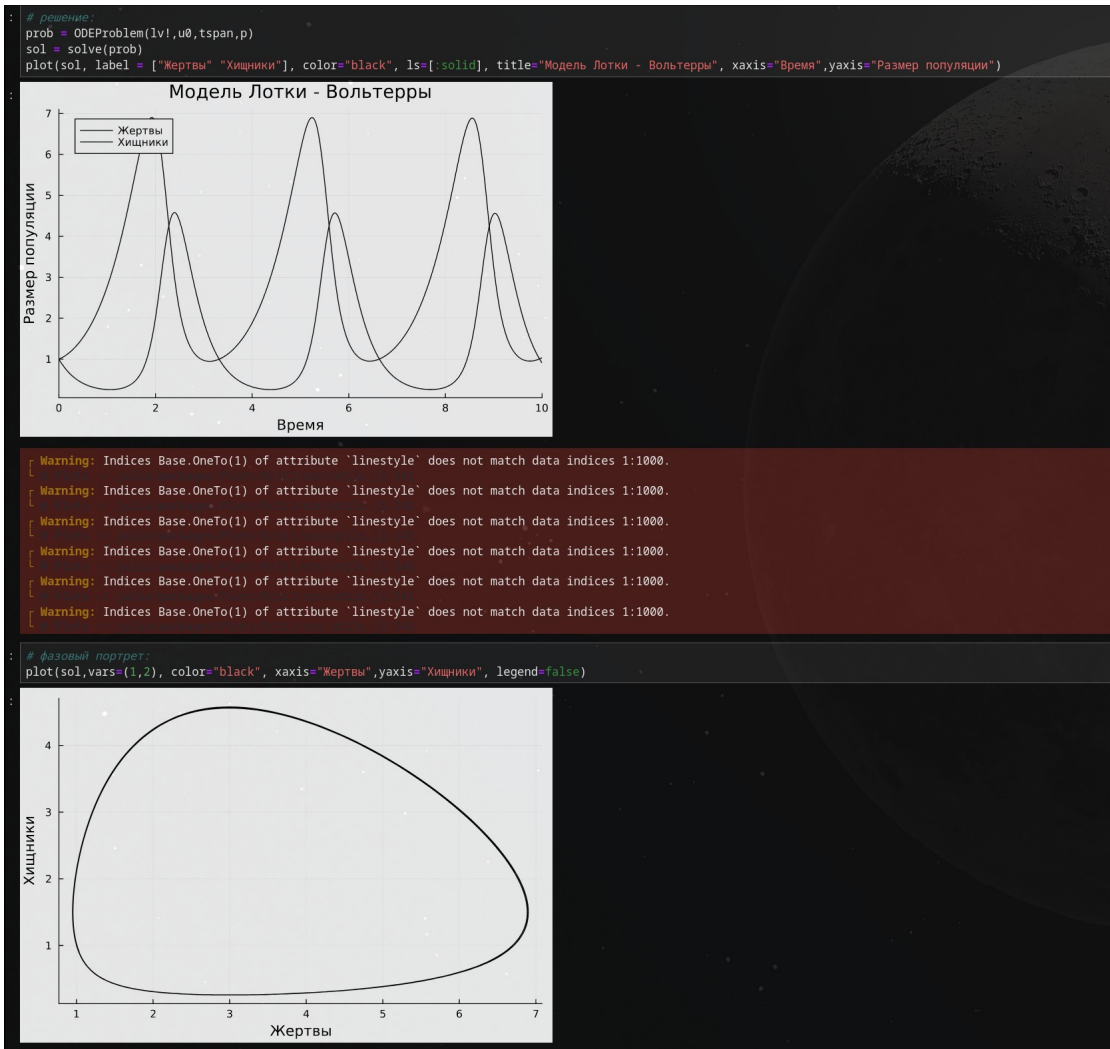 # решение:
prob = ODEProblem(lv!,u0,tspan,p)
sol = solve(prob)
plot(sol, label = ["Жертвы" "Хищники"], color="black", ls=[:solid], title="Модель Лотки - Вольтерры", xaxis="Время",yaxis="Размер популяции")
Модель Лотки - Вольтерры
Жертвы
Хищники
Размер популяции
7
6
5
4
3
2
1
0 2 4 6 8 10
Время
Warning: Indices Base.OneTo(1) of attribute `linestyle` does not match data indices 1:1000.
Warning: Indices Base.OneTo(1) of attribute `linestyle` does not match data indices 1:1000.
Warning: Indices Base.OneTo(1) of attribute `linestyle` does not match data indices 1:1000.
Warning: Indices Base.OneTo(1) of attribute `linestyle` does not match data indices 1:1000.
Warning: Indices Base.OneTo(1) of attribute `linestyle` does not match data indices 1:1000.
Warning: Indices Base.OneTo(1) of attribute `linestyle` does not match data indices 1:1000.
# фазовый портрет:
plot(sol,vars=(1,2), color="black", xaxis="Жертвы",yaxis="Хищники", legend=false)
Хищники
4
3
2
1
1 2 3 4 5 6 7
Жертвы